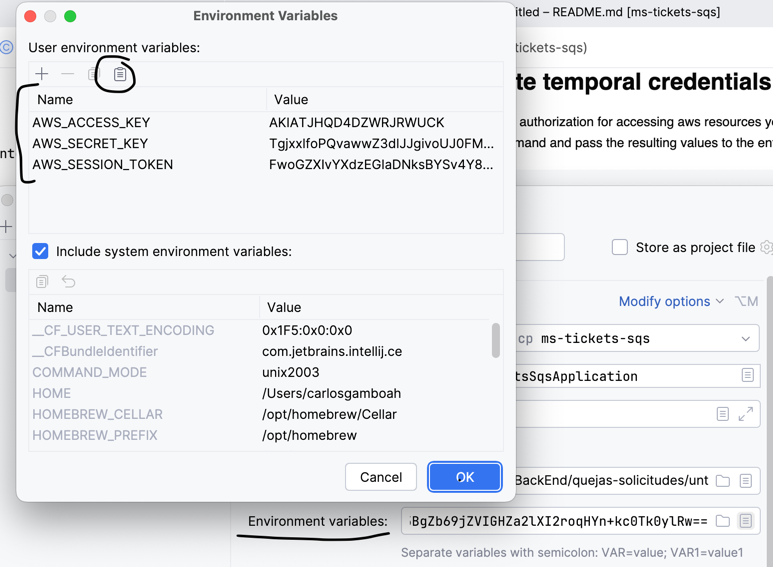 Environment Variables
itled – README.md [ms-tickets-sqs]
User environment variables:
tickets-sqs)
Name Value
AWS_ACCESS_KEY AKIATJHQD4DZWRJRWUCK
AWS_SECRET_KEY TgjxxlfoPQvawwZ3dlJJgivoUJ0FM...
AWS_SESSION_TOKEN FwoGZXIvYXdzEGlaDNksBYSv4Y8...
te temporal credentials
authorization for accessing aws resources y
mand and pass the resulting values to the en
nt
Include system environment variables:
Store as project file
Name Value
__CF_USER_TEXT_ENCODING 0x1F5:0x0:0x0
__CFBundleIdentifier com.jetbrains.intellij.ce
COMMAND_MODE unix2003
HOME /Users/carlosgamboah
HOMEBREW_CELLAR /opt/homebrew/Cellar
HOMEBREW_PREFIX /opt/homebrew
Modify options ⌥M
cp ms-tickets-sqs
tsSqsApplication
Cancel OK
BackEnd/quejas-solicitudes/unt
Environment variables: BgZb69jZVIGHZa2lXI2roqHYn+kc0Tk0ylRw==
Separate variables with semicolon: VAR=value; VAR1=value1